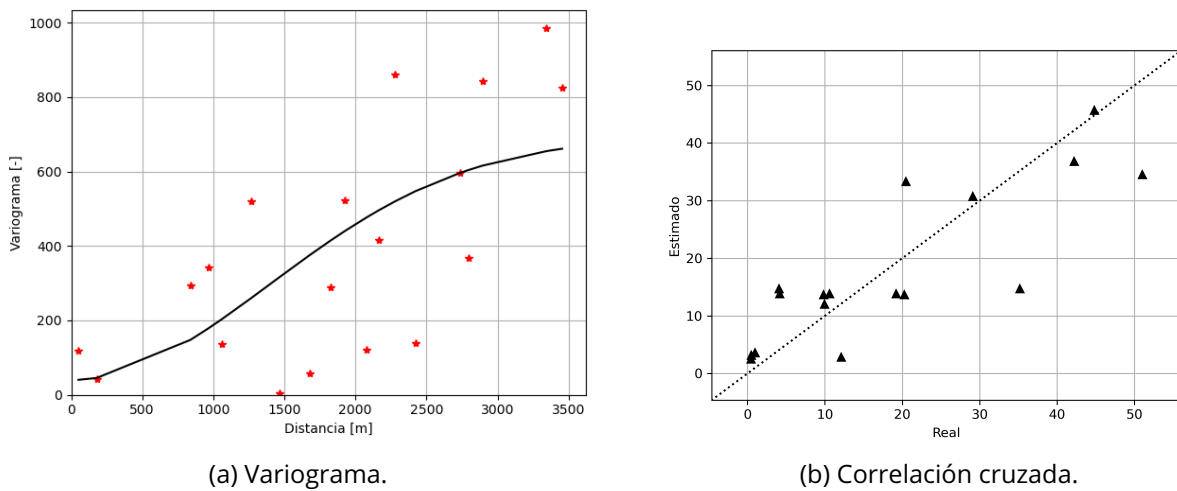 1000
800
600
400
200
0
Variograma [-]
0 500 1000 1500 2000 2500 3000 3500
Distancia [m]
(a) Variograma.
50
40
30
20
10
0
Estimado
0 10 20 30 40 50
Real
(b) Correlación cruzada.